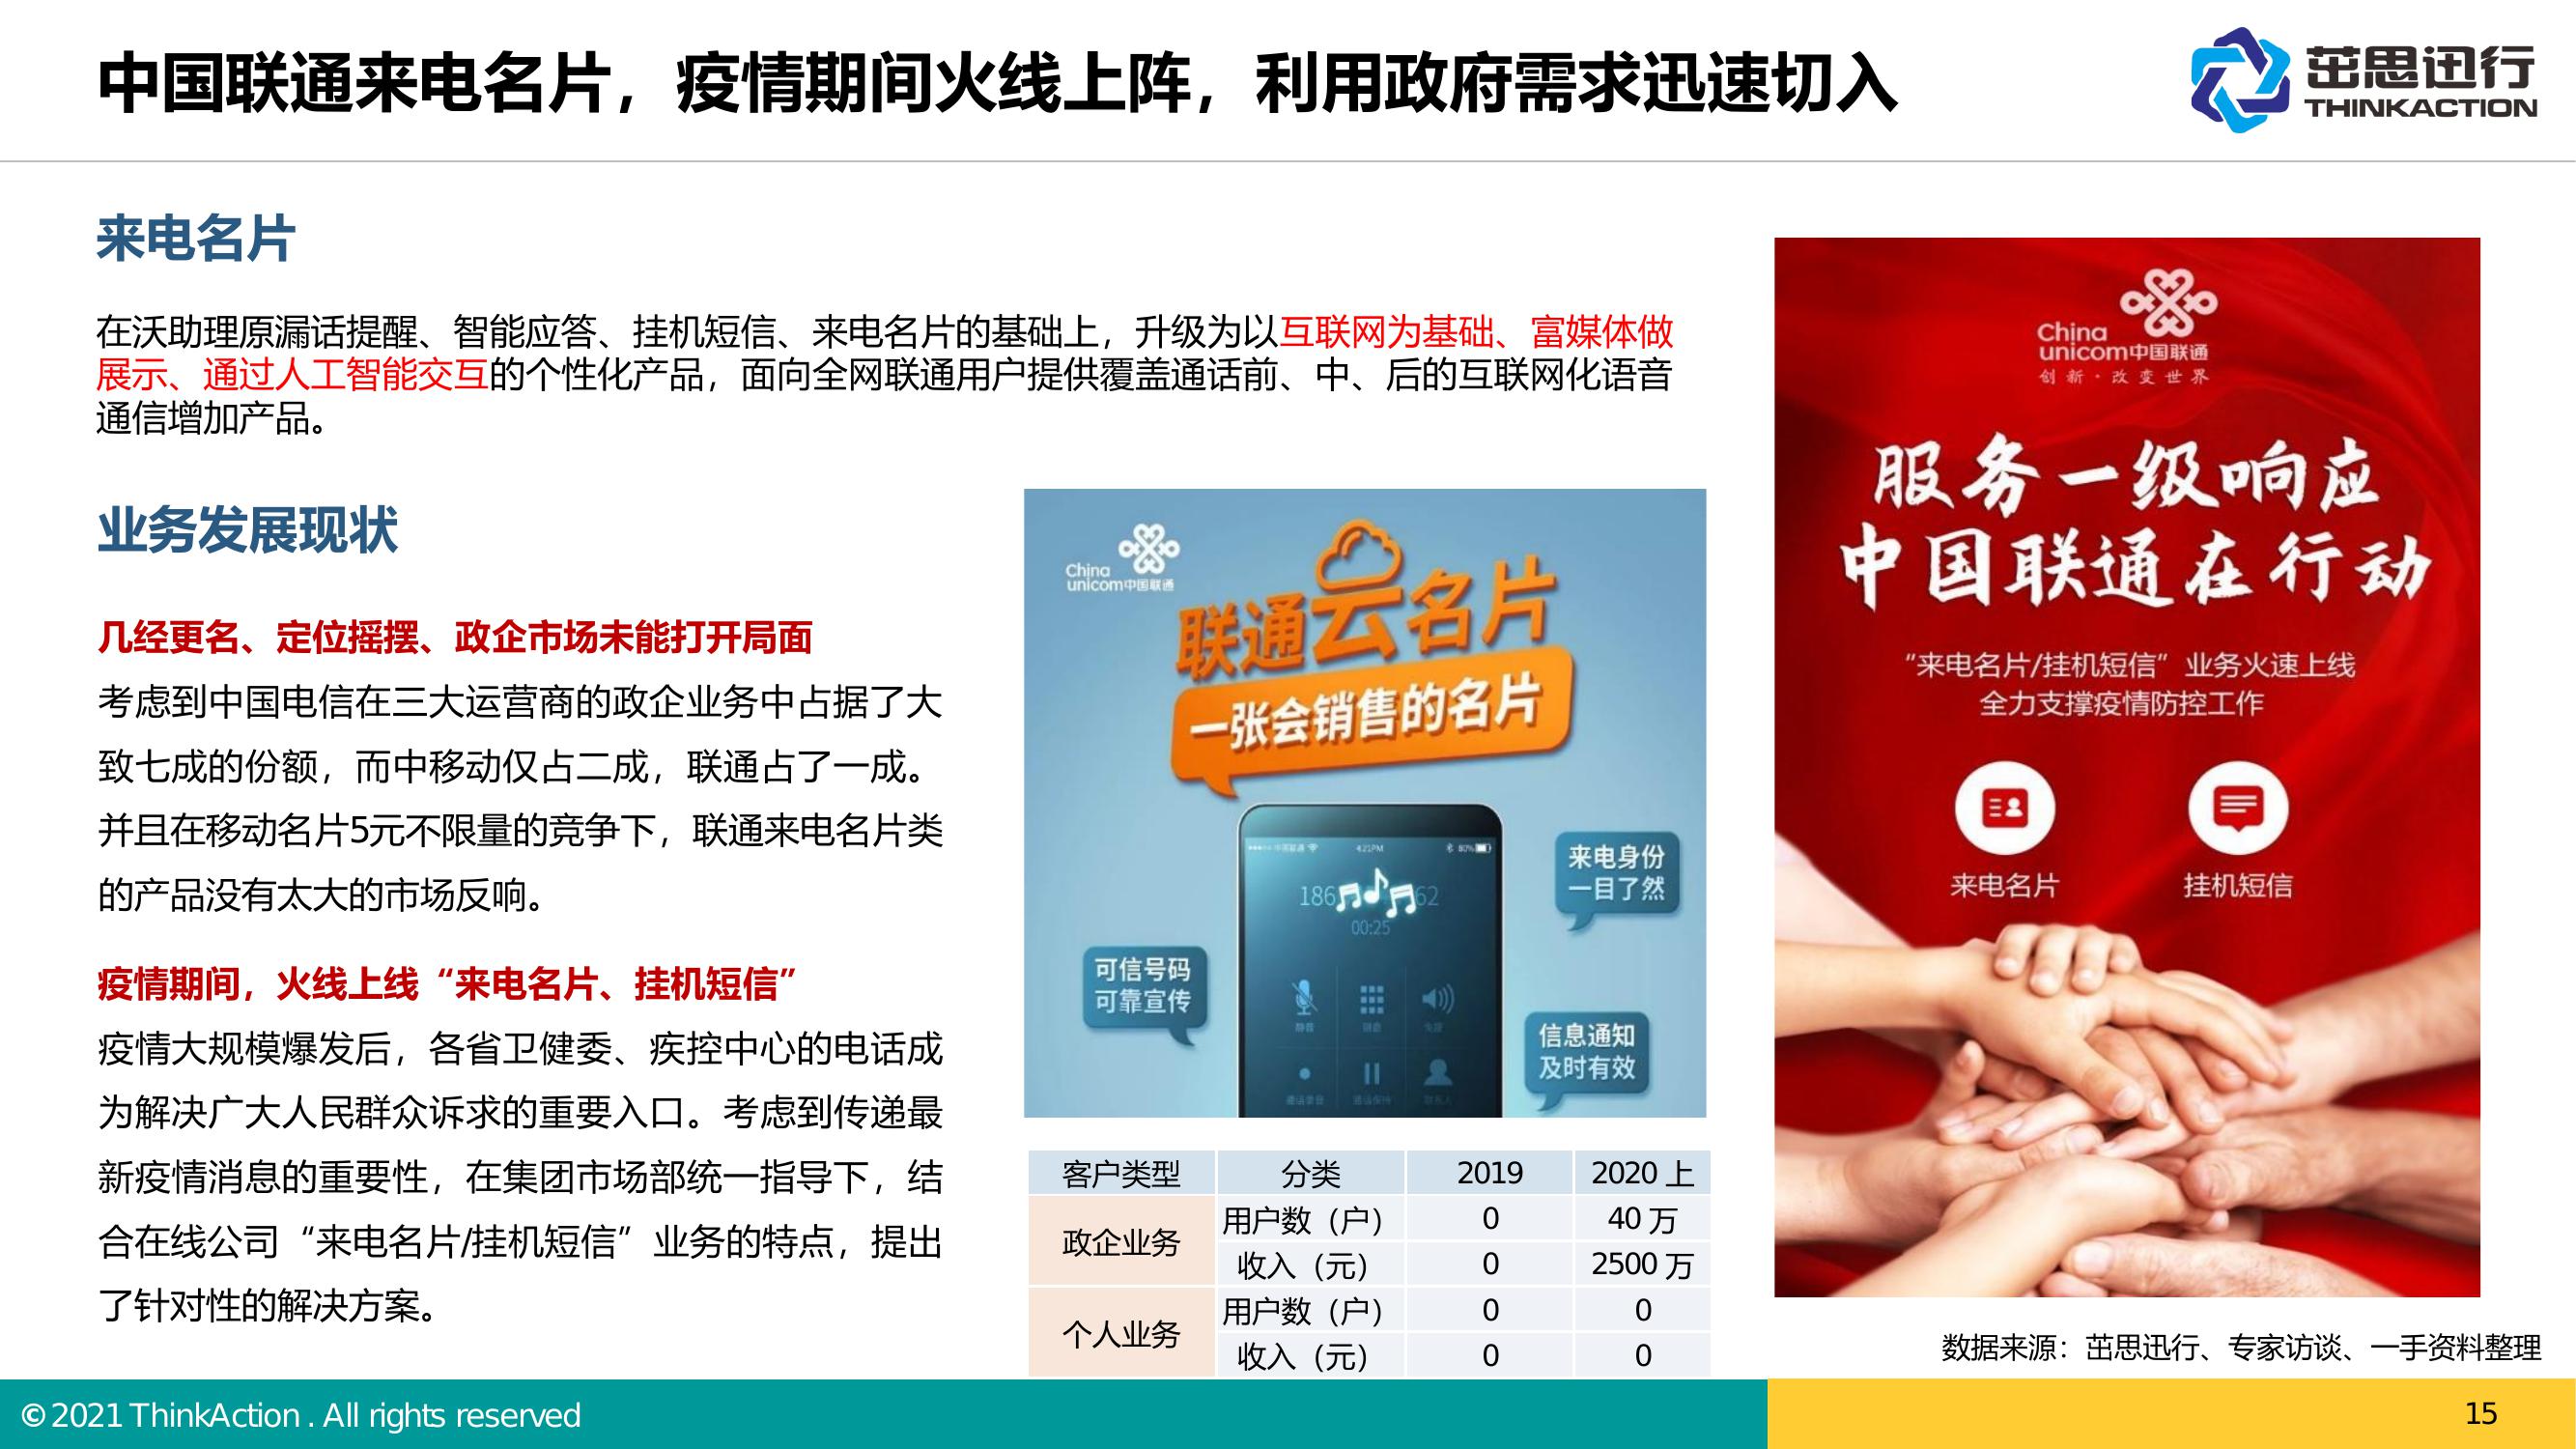 中国联通来电名片，疫情期间火线上阵，利用政府需求迅速切入
茁思迅行
THINKACTION
来电名片
在沃助理原漏话提醒、智能应答、挂机短信、来电名片的基础上，升级为以互联网为基础、富媒体做
展示、通过人工智能交互的个性化产品，面向全网联通用户提供覆盖通话前、中、后的互联网化语音
通信增加产品。
业务发展现状
几经更名、定位摇摆、政企市场未能打开局面
考虑到中国电信在三大运营商的政企业务中占据了大
致七成的份额，而中移动仅占二成，联通占了一成。
并且在移动名片5元不限量的竞争下，联通来电名片类
的产品没有太大的市场反响。
疫情期间，火线上线“来电名片、挂机短信”
疫情大规模爆发后，各省卫健委、疾控中心的电话成
为解决广大人民群众诉求的重要入口。考虑到传递最
新疫情消息的重要性，在集团市场部统一指导下，结
合在线公司“来电名片/挂机短信”业务的特点，提出
了针对性的解决方案。
China
unicom中国联通
联通云名片
一张会销售的名片
中国联通 4:21PM 80%
186 62
00:25
来电身份
一目了然
可信号码
可靠宣传
信息通知
及时有效
静音
客户类型 分类 2019 2020 上
政企业务 用户数（户） 0 40 万
收入（元） 0 2500 万
个人业务 用户数（户） 0 0
收入（元） 0 0
China
unicom中国联通
创新·改变世界
服务一级响应
中国联通在行动
“来电名片/挂机短信”业务火速上线
全力支撑疫情防控工作
来电名片 挂机短信
数据来源：茁思迅行、专家访谈、一手资料整理
© 2021 ThinkAction . All rights reserved
15